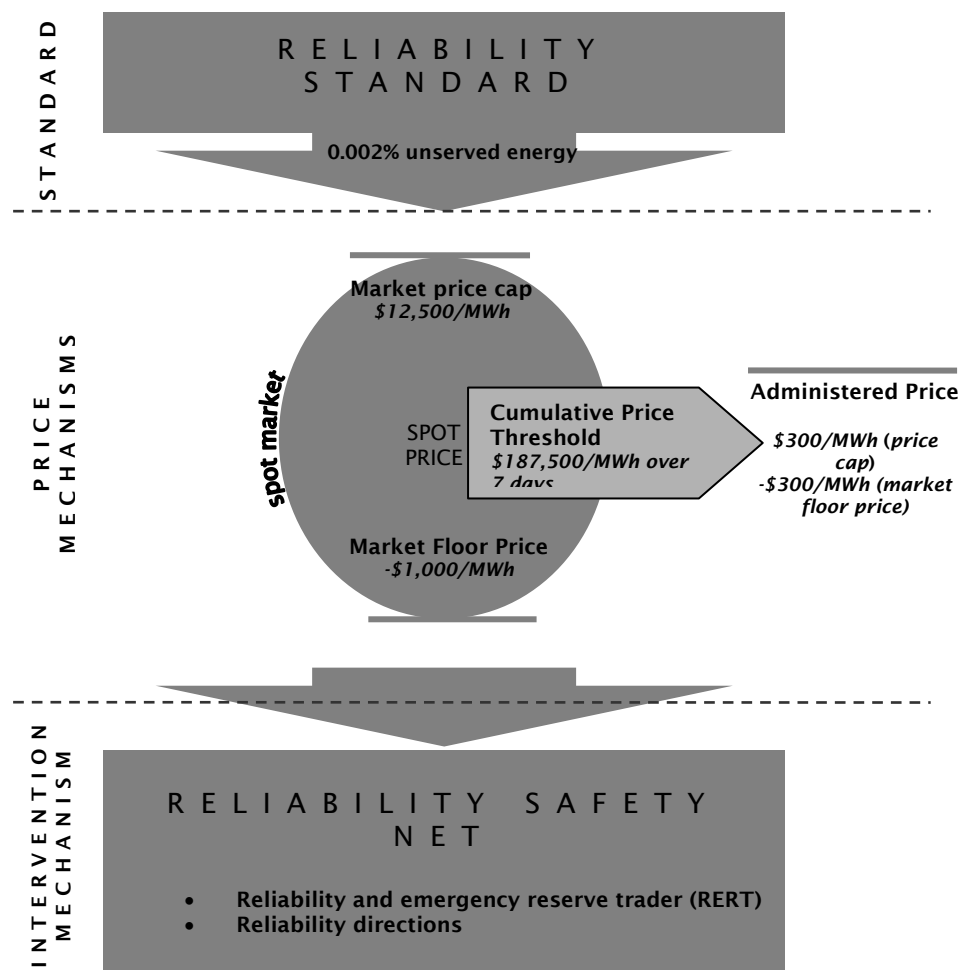 STANDARD
RELIABILITY
STANDARD
0.002% unserved energy
PRICE
MECHANISMS
Market price cap
$12,500/MWh
spot market
SPOT
PRICE
Cumulative Price
Threshold
$187,500/MWh over
7 days
Administered Price
$300/MWh (price
cap)
-$300/MWh (market
floor price)
Market Floor Price
-$1,000/MWh
INTERVENTION
MECHANISM
RELIABILITY SAFETY
NET
• Reliability and emergency reserve trader (RERT)
• Reliability directions